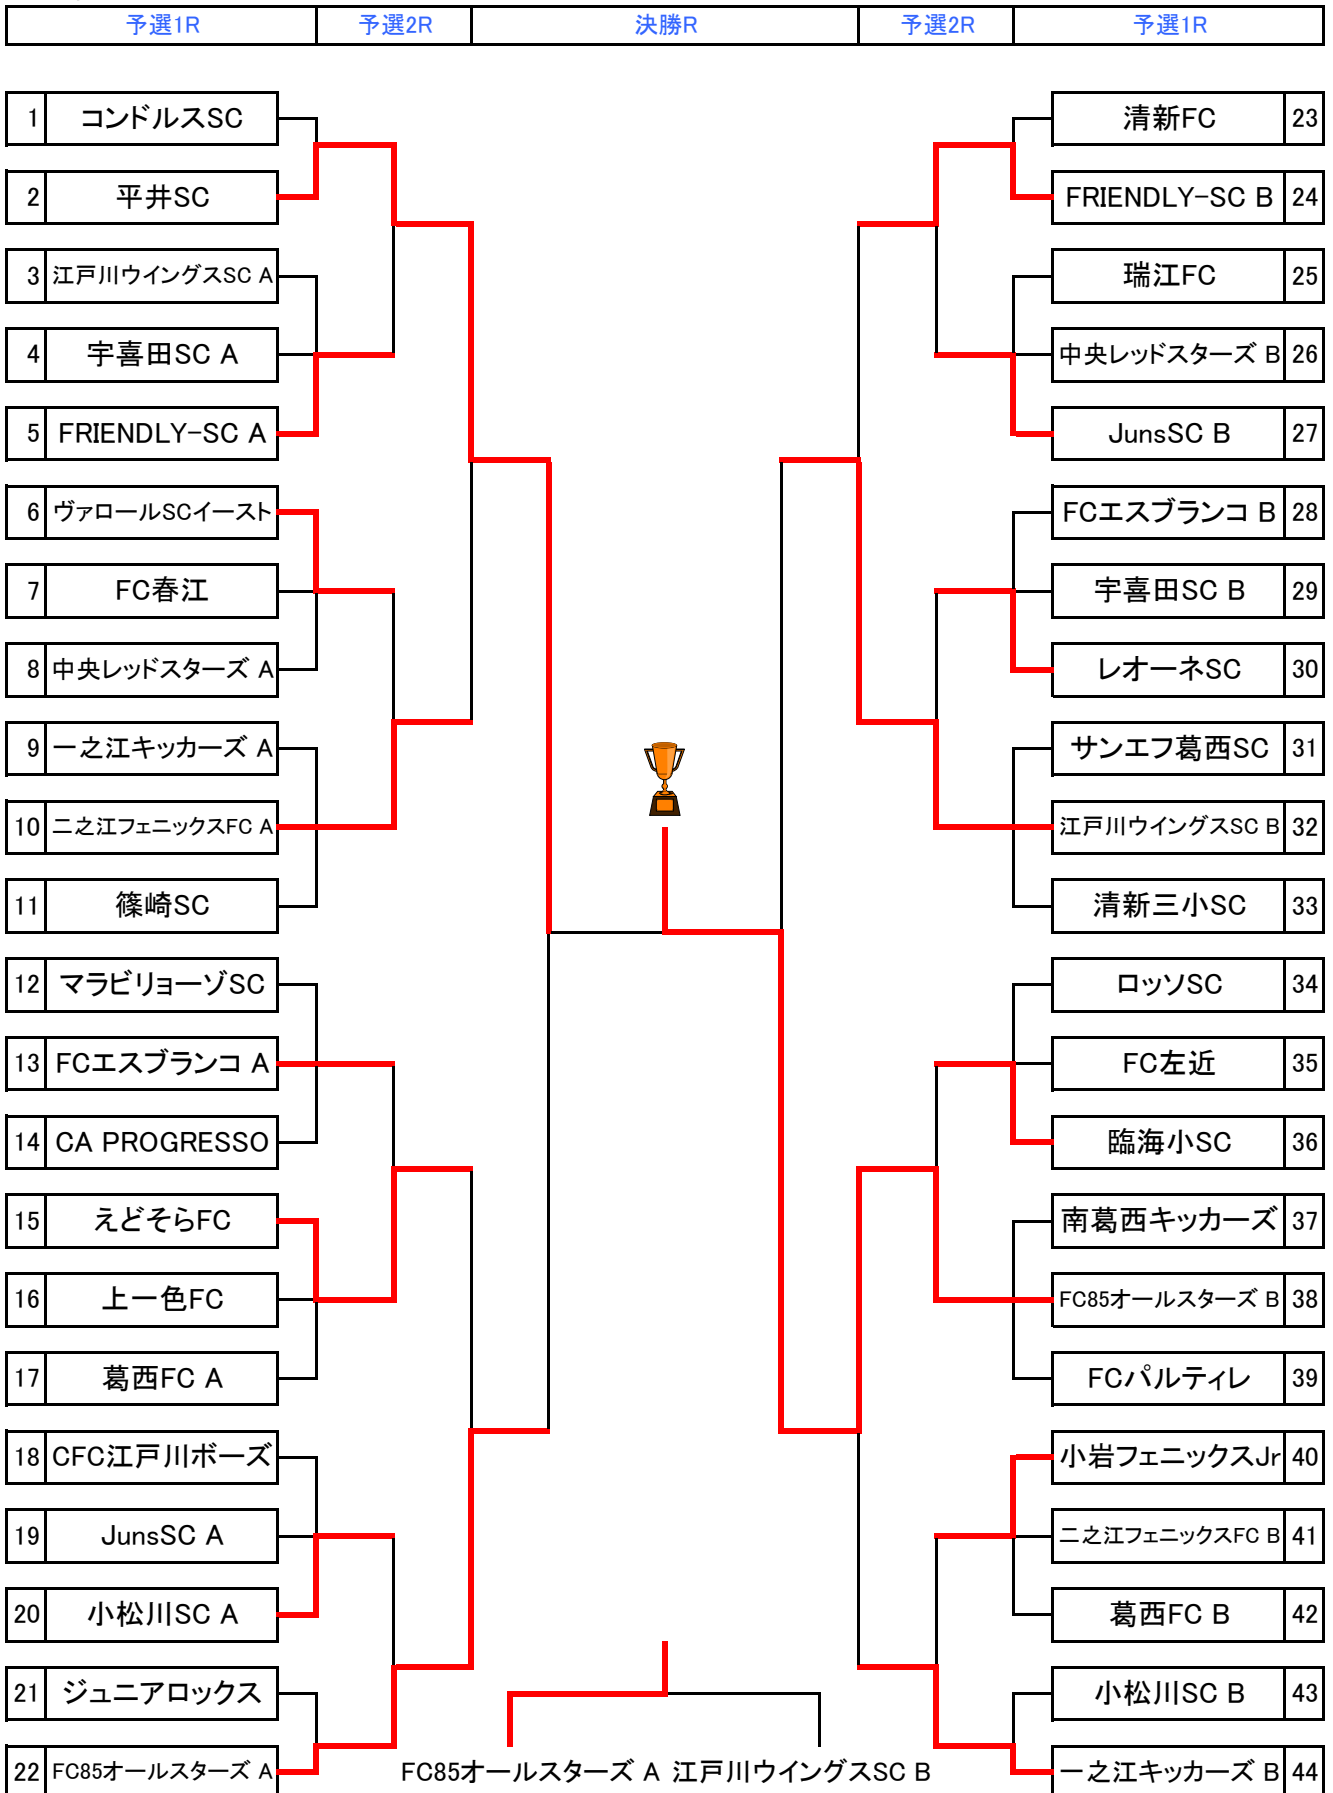 予選1R 予選2R 決勝R 予選2R 予選1R
1 コンドルスSC 清新FC 23
2 平井SC FRIENDLY-SC B 24
3 江戸川ウイングスSC A 瑞江FC 25
4 宇喜田SC A 中央レッドスターズ B 26
5 FRIENDLY-SC A JunsSC B 27
6 ヴァロールSCイースト FCエスブランコ B 28
7 FC春江 宇喜田SC B 29
8 中央レッドスターズ A レオーネSC 30
9 一之江キッカーズ A サンエフ葛西SC 31
10 二之江フェニックスFC A 江戸川ウイングスSC B 32
11 篠崎SC 清新三小SC 33
12 マラビリョーゾSC ロッソSC 34
13 FCエスブランコ A FC左近 35
14 CA PROGRESSO 臨海小SC 36
15 えどそらFC 南葛西キッカーズ 37
16 上一色FC FC85オールスターズ B 38
17 葛西FC A FCパルティレ 39
18 CFC江戸川ボーズ 小岩フェニックスJr 40
19 JunsSC A 二之江フェニックスFC B 41
20 小松川SC A 葛西FC B 42
21 ジュニアロックス 小松川SC B 43
22 FC85オールスターズ A FC85オールスターズ A 江戸川ウイングスSC B 一之江キッカーズ B 44